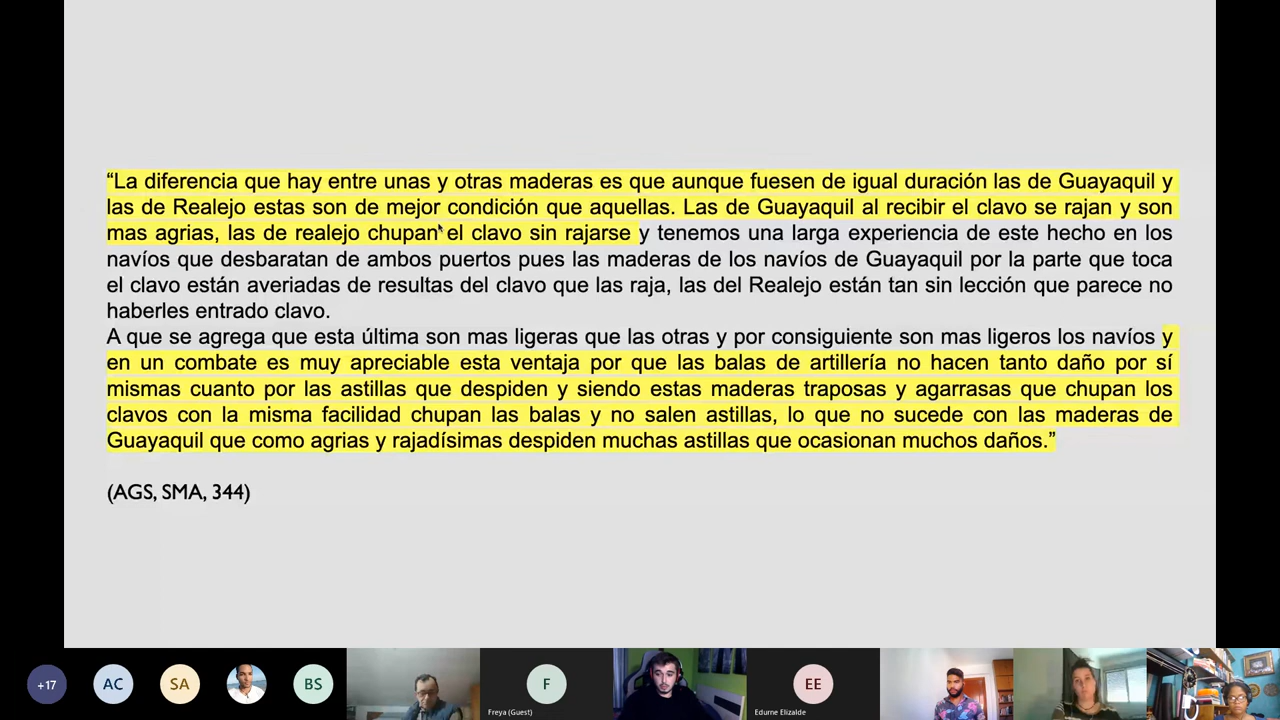 “La diferencia que hay entre unas y otras maderas es que aunque fuesen de igual duración las de Guayaquil y
las de Realejo estas son de mejor condición que aquellas. Las de Guayaquil al recibir el clavo se rajan y son
mas agrias, las de realejo chupan el clavo sin rajarse y tenemos una larga experiencia de este hecho en los
navíos que desbaratan de ambos puertos pues las maderas de los navíos de Guayaquil por la parte que toca
el clavo están averiadas de resultas del clavo que las raja, las del Realejo están tan sin lección que parece no
haberles entrado clavo.
A que se agrega que esta última son mas ligeras que las otras y por consiguiente son mas ligeros los navíos y
en un combate es muy apreciable esta ventaja por que las balas de artillería no hacen tanto daño por sí
mismas cuanto por las astillas que despiden y siendo estas maderas traposas y agarrasas que chupan los
clavos con la misma facilidad chupan las balas y no salen astillas, lo que no sucede con las maderas de
Guayaquil que como agrias y rajadísimas despiden muchas astillas que ocasionan muchos daños.”
(AGS, SMA, 344)
+17
AC
SA
BS
F
Freya (Guest)
EE
Edurne Elizalde